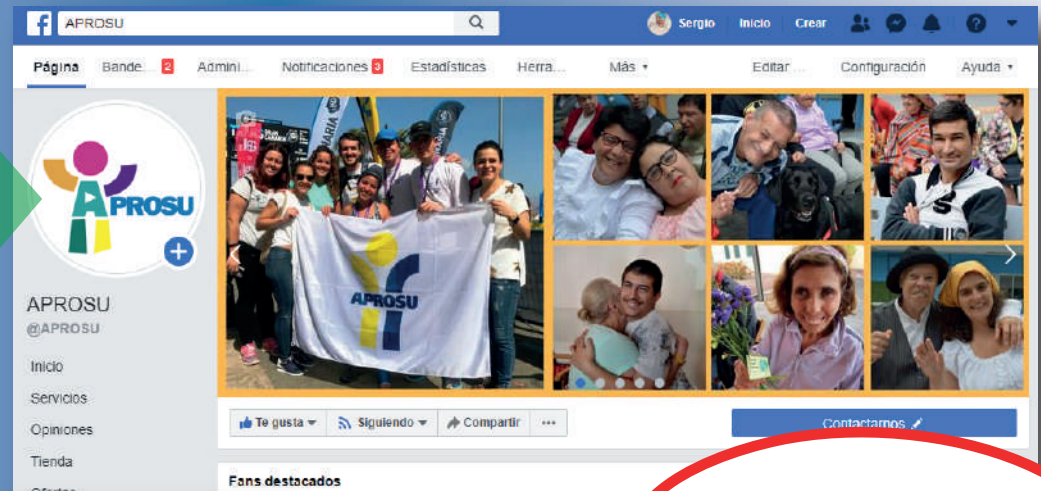 APROSU
Sergio Inicio Crear
Página Bande... 2 Admini... Notificaciones 3 Estadísticas Herra... Más Editar ... Configuración Ayuda
APROSU
APROSU
APROSU
@APROSU
Inicio
Servicios
Opiniones
Tienda
Ofertas
Te gusta Siguiendo Compartir ...
Contactarnos
Fans destacados